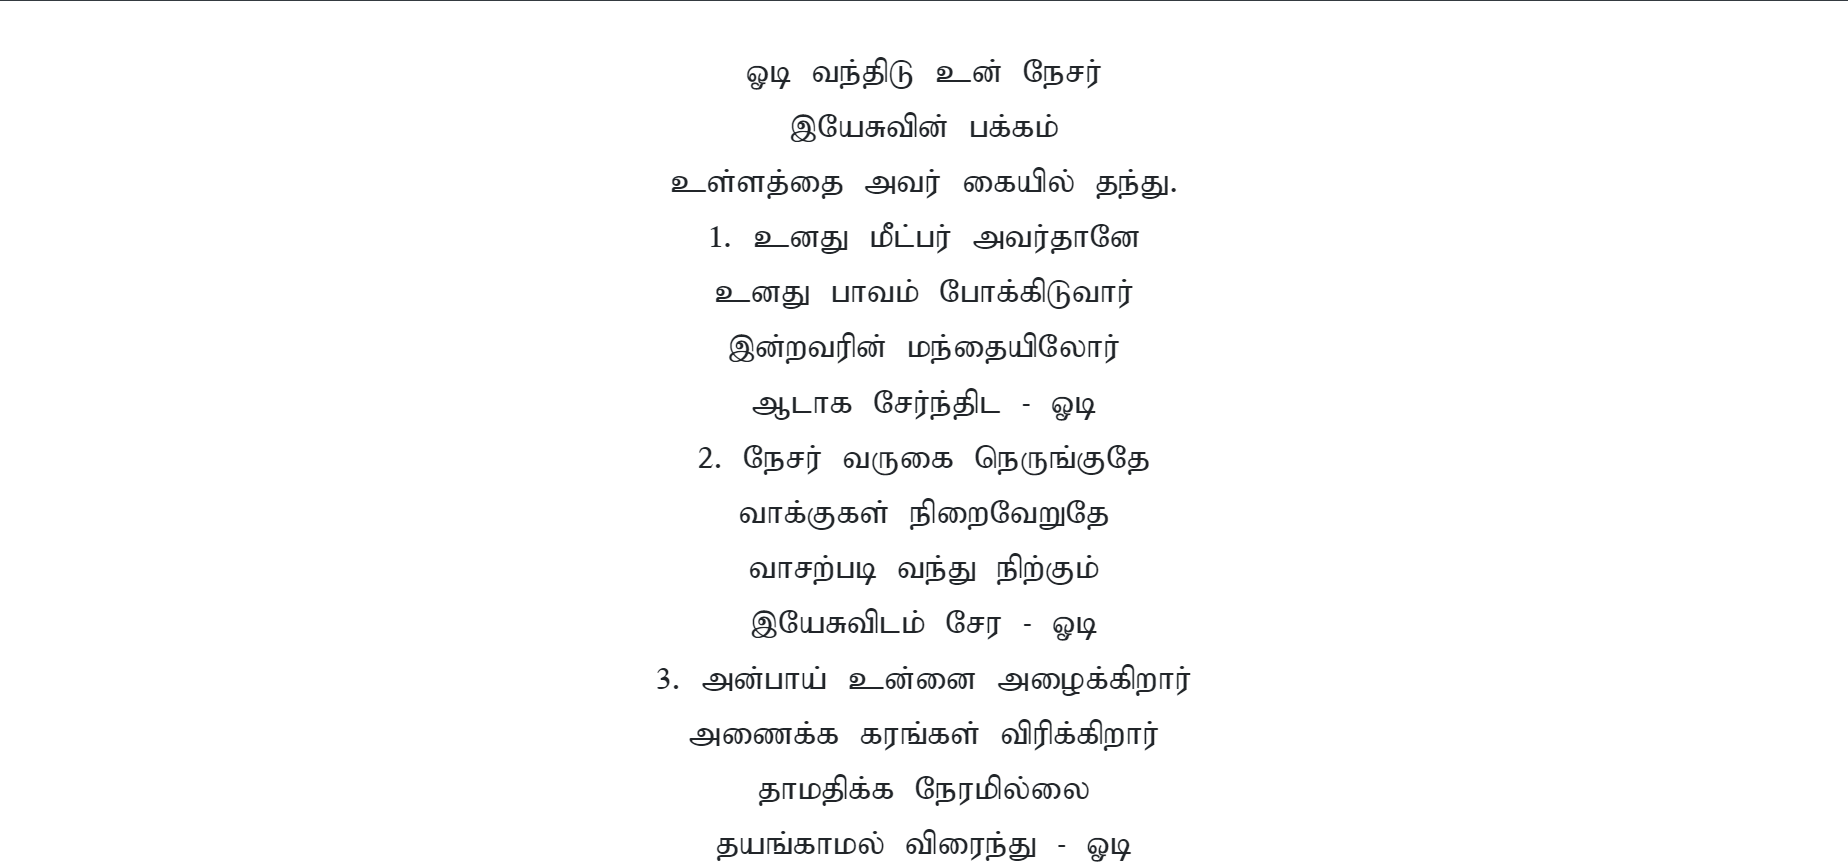 ஓடி வந்திடு உன் நேசர்
இயேசுவின் பக்கம்
உள்ளத்தை அவர் கையில் தந்து.
1. உனது மீட்பர் அவர்தானே
உனது பாவம் போக்கிடுவார்
இன்றவரின் மந்தையிலோர்
ஆடாக சேர்ந்திட - ஓடி
2. நேசர் வருகை நெருங்குதே
வாக்குகள் நிறைவேறுதே
வாசற்படி வந்து நிற்கும்
இயேசுவிடம் சேர - ஓடி
3. அன்பாய் உன்னை அழைக்கிறார்
அணைக்க கரங்கள் விரிக்கிறார்
தாமதிக்க நேரமில்லை
தயங்காமல் விரைந்து - ஓடி